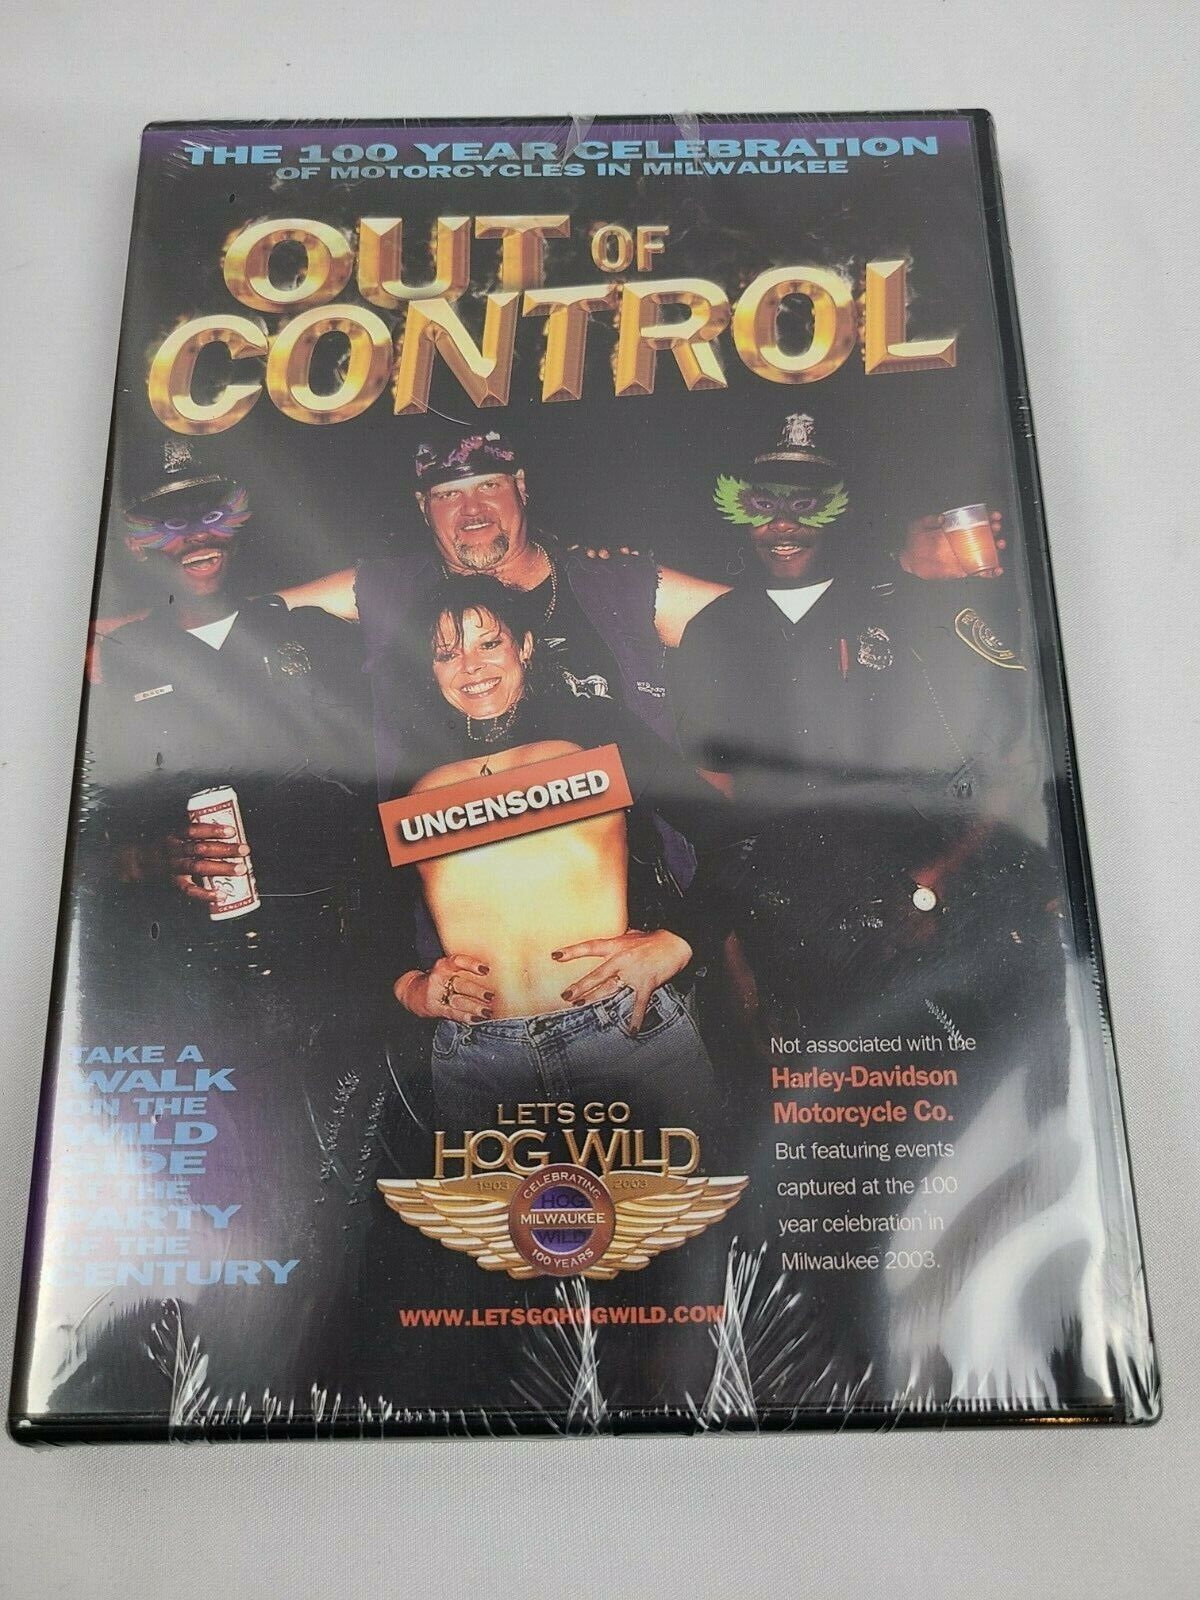 THE 100 YEAR CELEBRATION
OF MOTORCYCLES IN MILWAUKEE
OUT OF
CONTROL
UNCENSORED
GENUINE
TAKE A
WALK
ON THE
WILD
SIDE
AT THE
PARTY
OF THE
CENTURY
LETS GO
HOG WILD
1903 2003
CELEBRATING
HOG
MILWAUKEE
WILD
100 YEARS
WWW.LETSGOHOGWILD.COM
Not associated with the
Harley-Davidson
Motorcycle Co.
But featuring events
captured at the 100
year celebration in
Milwaukee 2003.